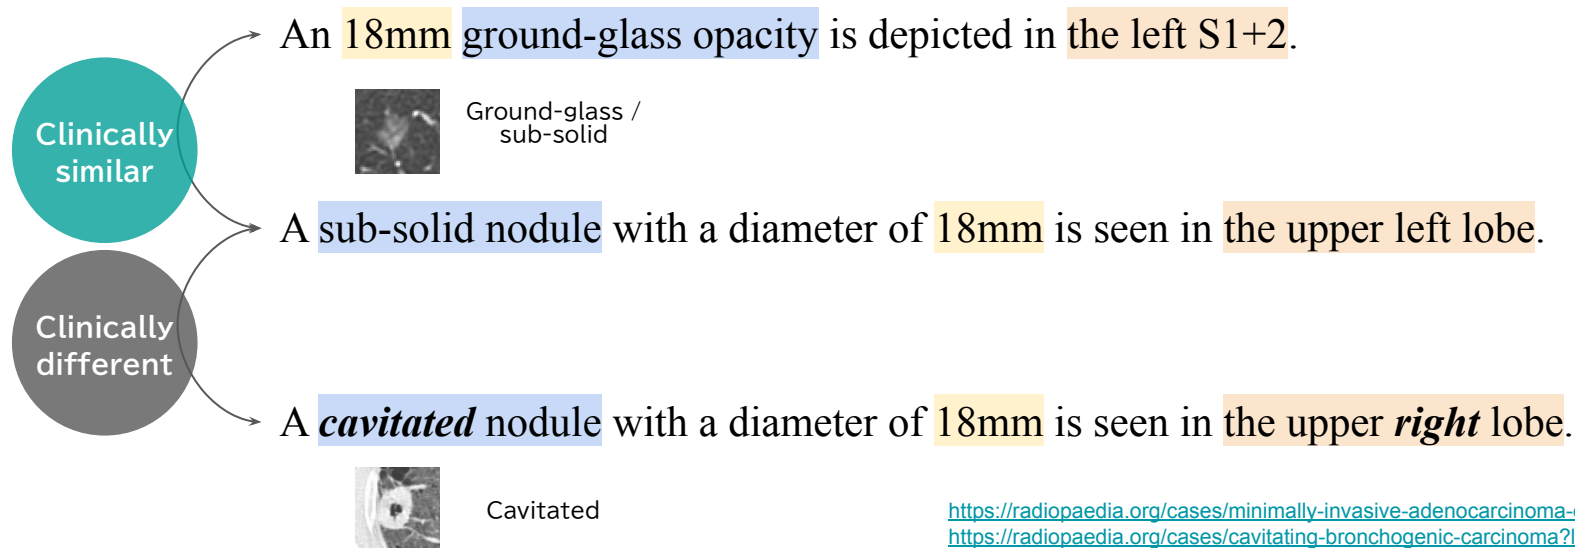 An 18mm ground-glass opacity is depicted in the left S1+2.
Ground-glass /
sub-solid
Clinically
similar
A sub-solid nodule with a diameter of 18mm is seen in the upper left lobe.
Clinically
different
A cavitated nodule with a diameter of 18mm is seen in the upper right lobe.
Cavitated
https://radiopaedia.org/cases/minimally-invasive-adenocarcinoma-
https://radiopaedia.org/cases/cavitating-bronchogenic-carcinoma?